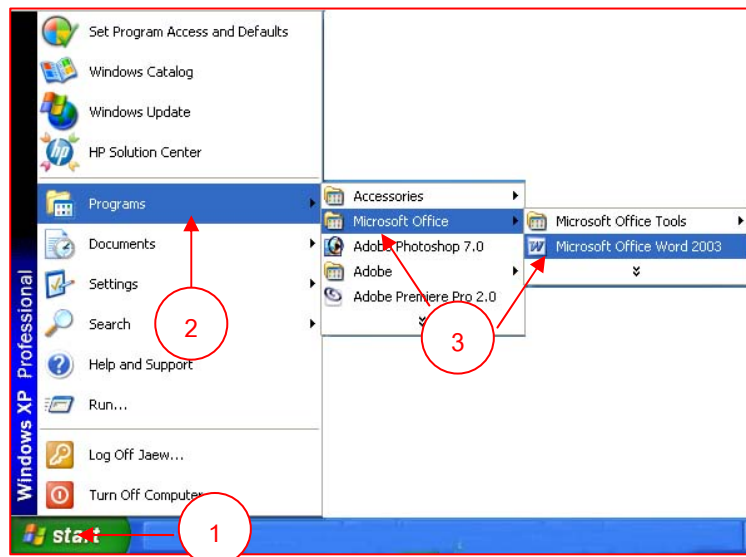 Set Program Access and Defaults
Windows Catalog
Windows Update
HP Solution Center
Programs
Documents
Settings
Search
Help and Support
Run...
Log Off Jaew...
Turn Off Computer
Windows XP Professional
start
Accessories
Microsoft Office
Adobe Photoshop 7.0
Adobe
Adobe Premiere Pro 2.0
Microsoft Office Tools
Microsoft Office Word 2003
1
2
3